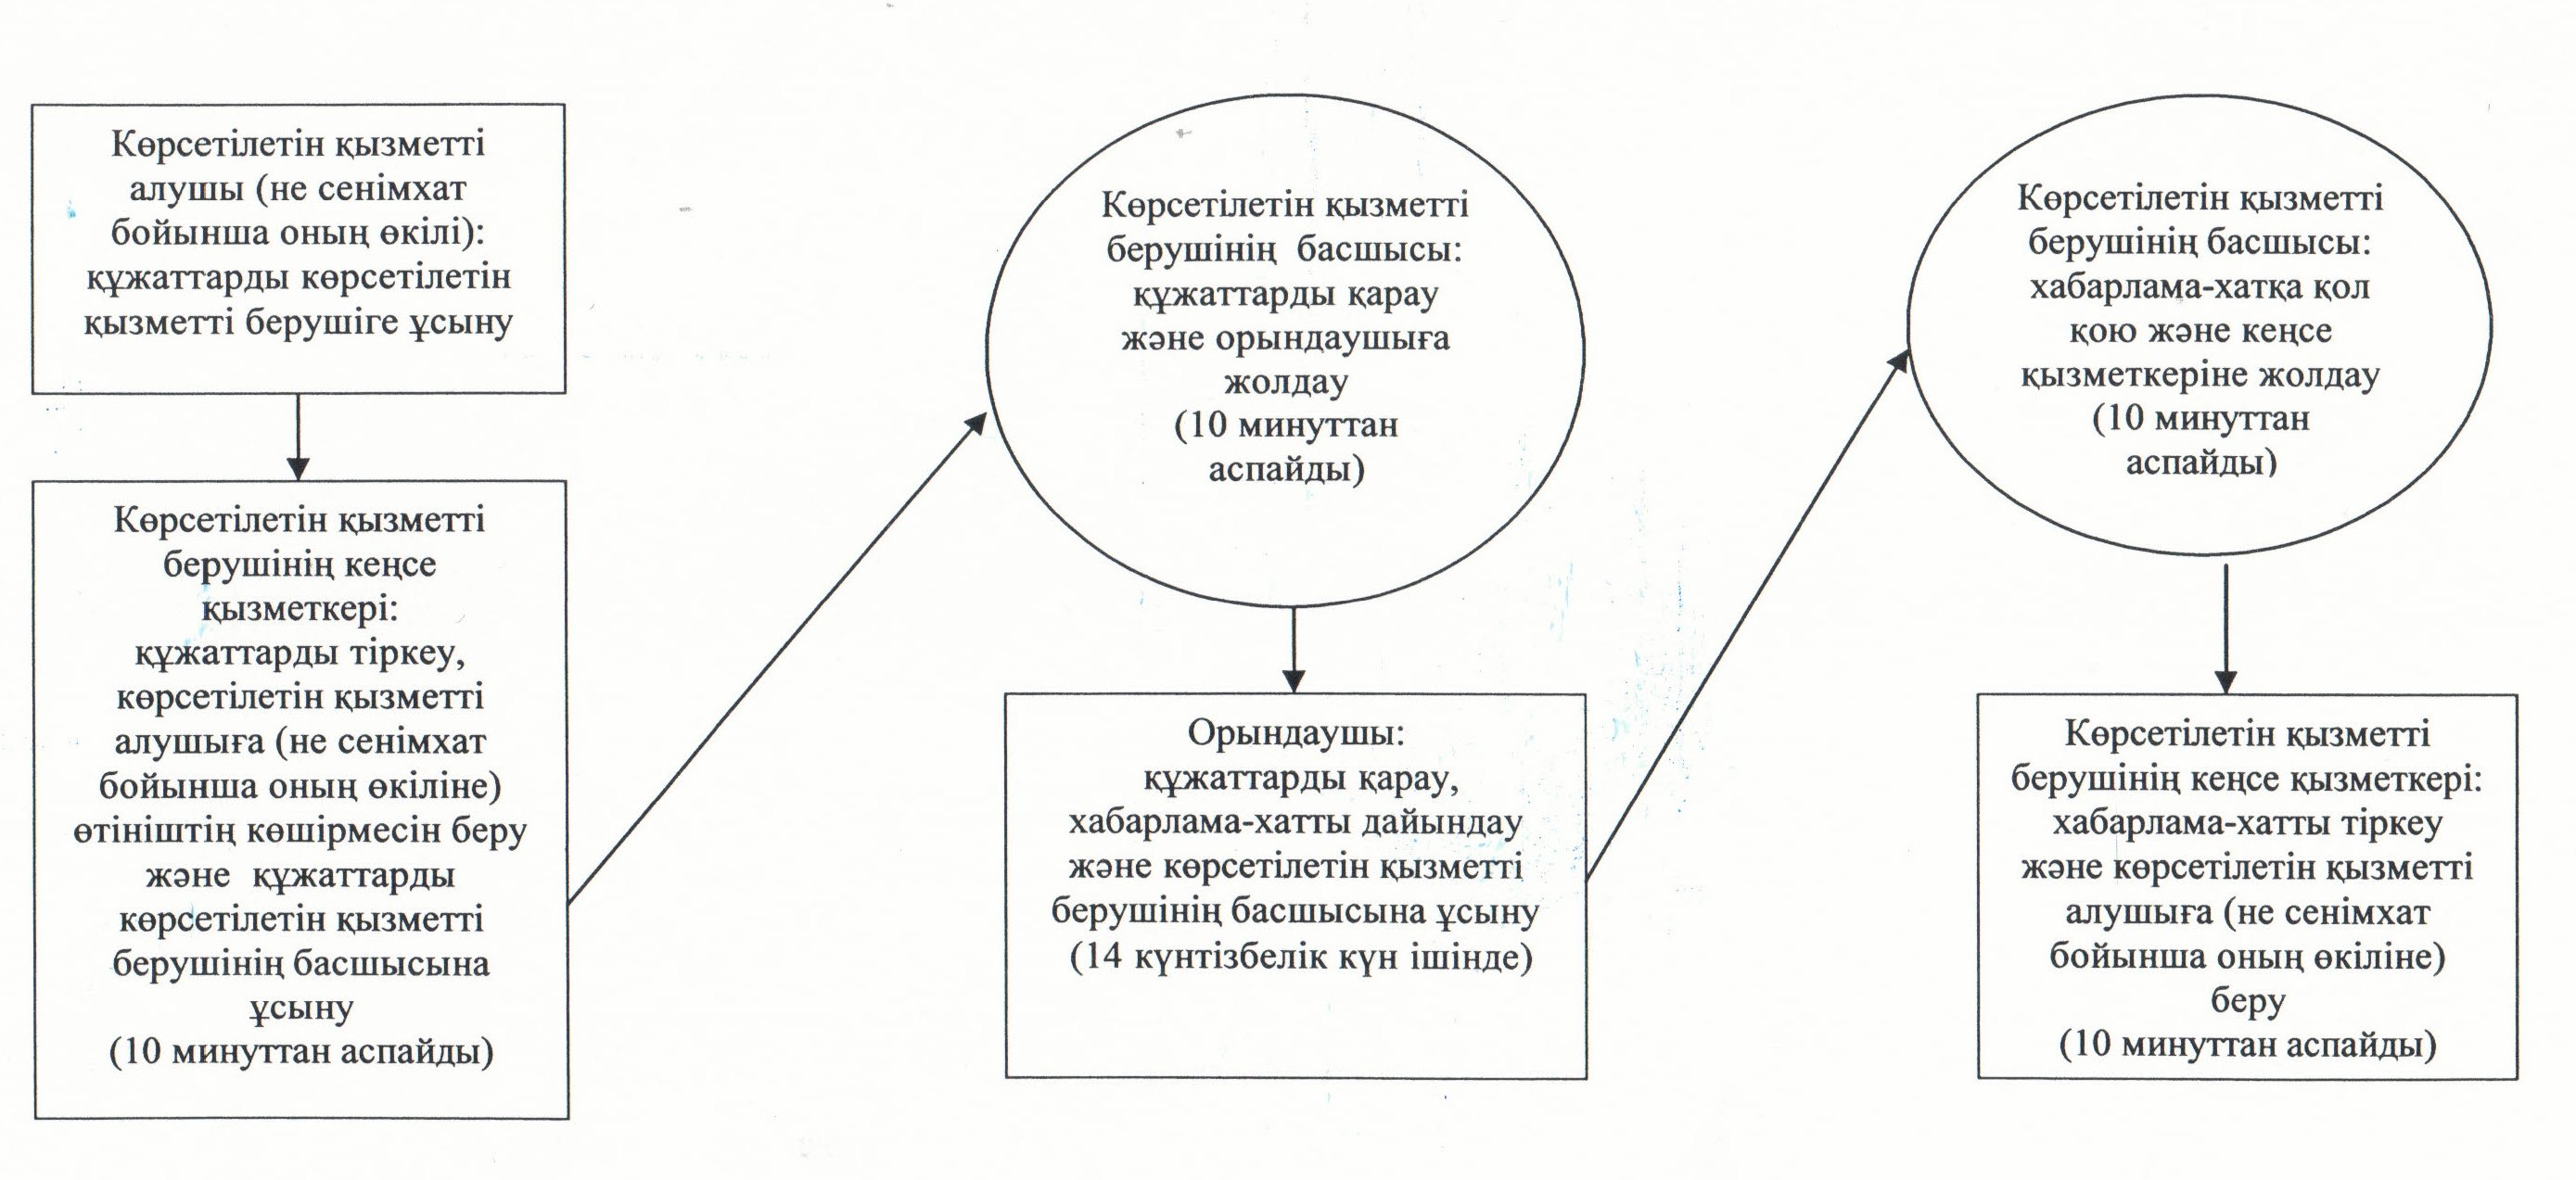 Көрсетілетін қызметті
алушы (не сенімхат
бойынша оның өкілі):
құжаттарды көрсетілетін
қызметті берушіге ұсыну
Көрсетілетін қызметті
берушінің кеңсе
қызметкері:
құжаттарды тіркеу,
көрсетілетін қызметті
алушыға (не сенімхат
бойынша оның өкіліне)
өтініштің көшірмесін беру
және құжаттарды
көрсетілетін қызметті
берушінің басшысына
ұсыну
(10 минуттан аспайды)
Көрсетілетін қызметті
берушінің басшысы:
құжаттарды қарау
және орындаушыға
жолдау
(10 минуттан
аспайды)
Орындаушы:
құжаттарды қарау,
хабарлама-хатты дайындау
және көрсетілетін қызметті
берушінің басшысына ұсыну
(14 күнтізбелік күн ішінде)
Көрсетілетін қызметті
берушінің басшысы:
хабарлама-хатқа қол
қою және кеңсе
қызметкеріне жолдау
(10 минуттан
аспайды)
Көрсетілетін қызметті
берушінің кеңсе қызметкері:
хабарлама-хатты тіркеу
және көрсетілетін қызметті
алушыға (не сенімхат
бойынша оның өкіліне)
беру
(10 минуттан аспайды)